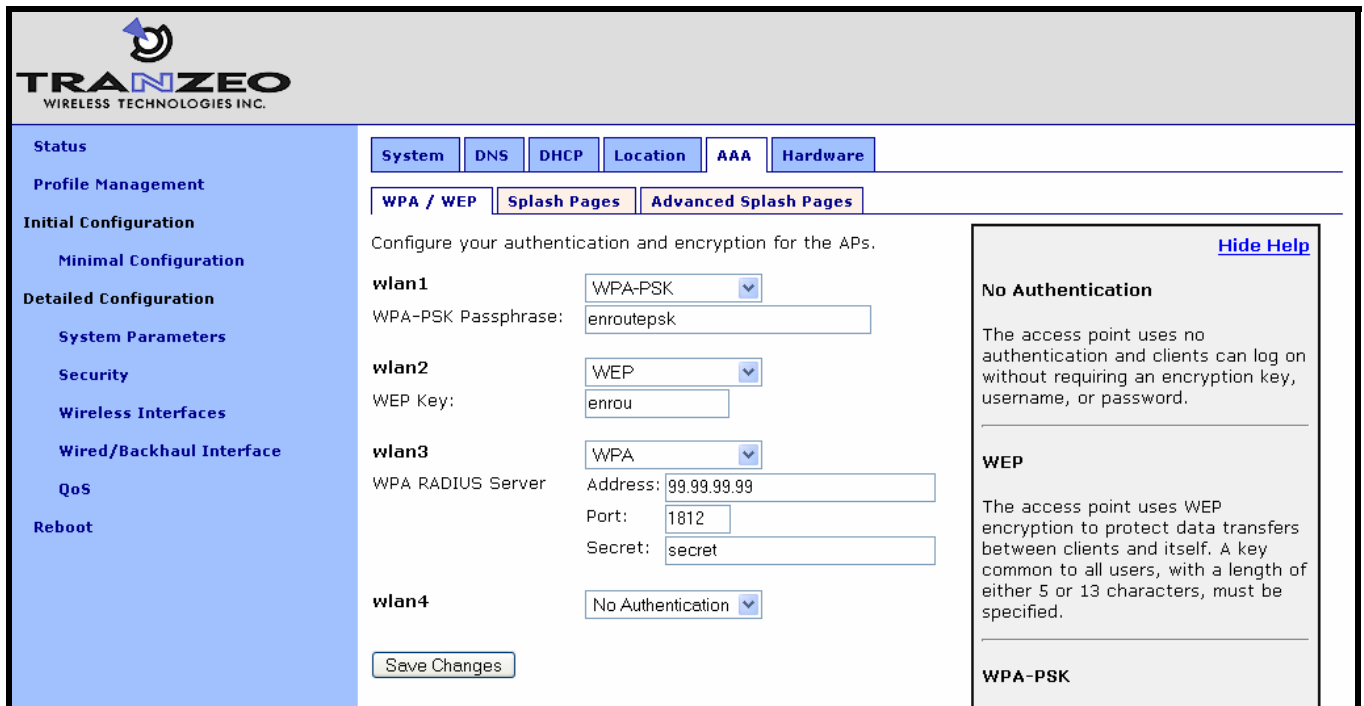 TRANZEO
WIRELESS TECHNOLOGIES INC.
Status
Profile Management
Initial Configuration
Minimal Configuration
Detailed Configuration
System Parameters
Security
Wireless Interfaces
Wired/Backhaul Interface
QoS
Reboot
System DNS DHCP Location AAA Hardware
WPA / WEP Splash Pages Advanced Splash Pages
Configure your authentication and encryption for the APs.
wlan1 WPA-PSK
WPA-PSK Passphrase: enroutepsk
wlan2 WEP
WEP Key: enrou
wlan3 WPA
WPA RADIUS Server Address: 99.99.99.99
Port: 1812
Secret: secret
wlan4 No Authentication
Save Changes
Hide Help
No Authentication
The access point uses no
authentication and clients can log on
without requiring an encryption key,
username, or password.
WEP
The access point uses WEP
encryption to protect data transfers
between clients and itself. A key
common to all users, with a length of
either 5 or 13 characters, must be
specified.
WPA-PSK